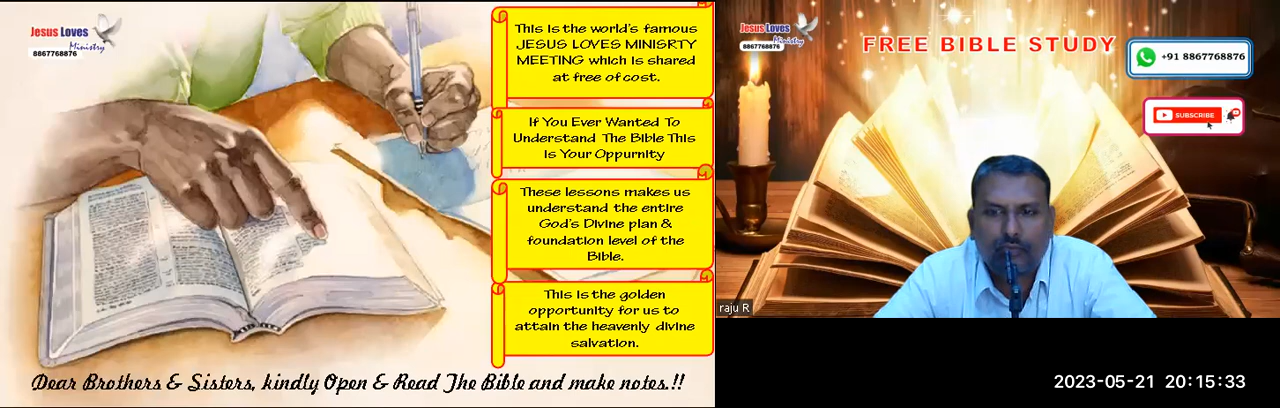 Jesus Loves
Ministry
8867768876
This is the world's famous
JESUS LOVES MINISRTY
MEETING which is shared
at free of cost.
If You Ever Wanted To
Understand The Bible This
is Your Oppurnity
These lessons makes us
understand the entire
God's Divine plan &
foundation level of the
Bible.
This is the golden
opportunity for us to
attain the heavenly divine
salvation.
Dear Brothers & Sisters, kindly Open & Read The Bible and make notes.!!
Jesus Loves
Ministry
8867768876
FREE BIBLE STUDY
+91 8867768876
SUBSCRIBE
raju R
2023-05-21 20:15:33